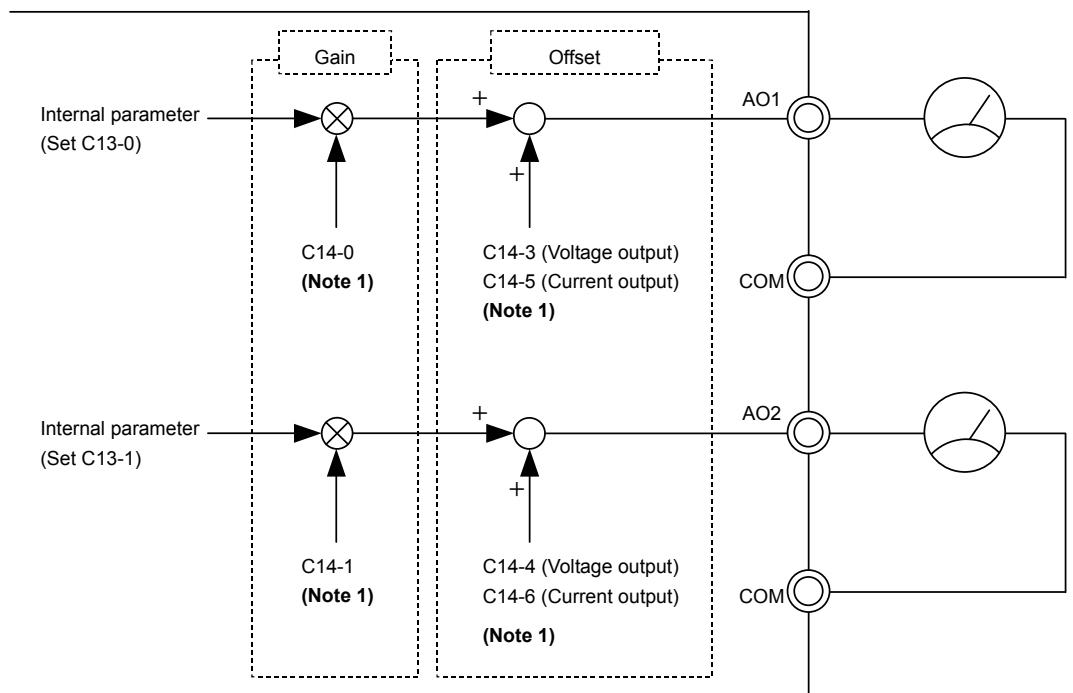 Gain
Offset
Internal parameter
(Set C13-0)
+
+
AO1
C14-0
(Note 1)
C14-3 (Voltage output)
C14-5 (Current output)
(Note 1)
COM
Internal parameter
(Set C13-1)
+
+
AO2
C14-1
(Note 1)
C14-4 (Voltage output)
C14-6 (Current output)
(Note 1)
COM